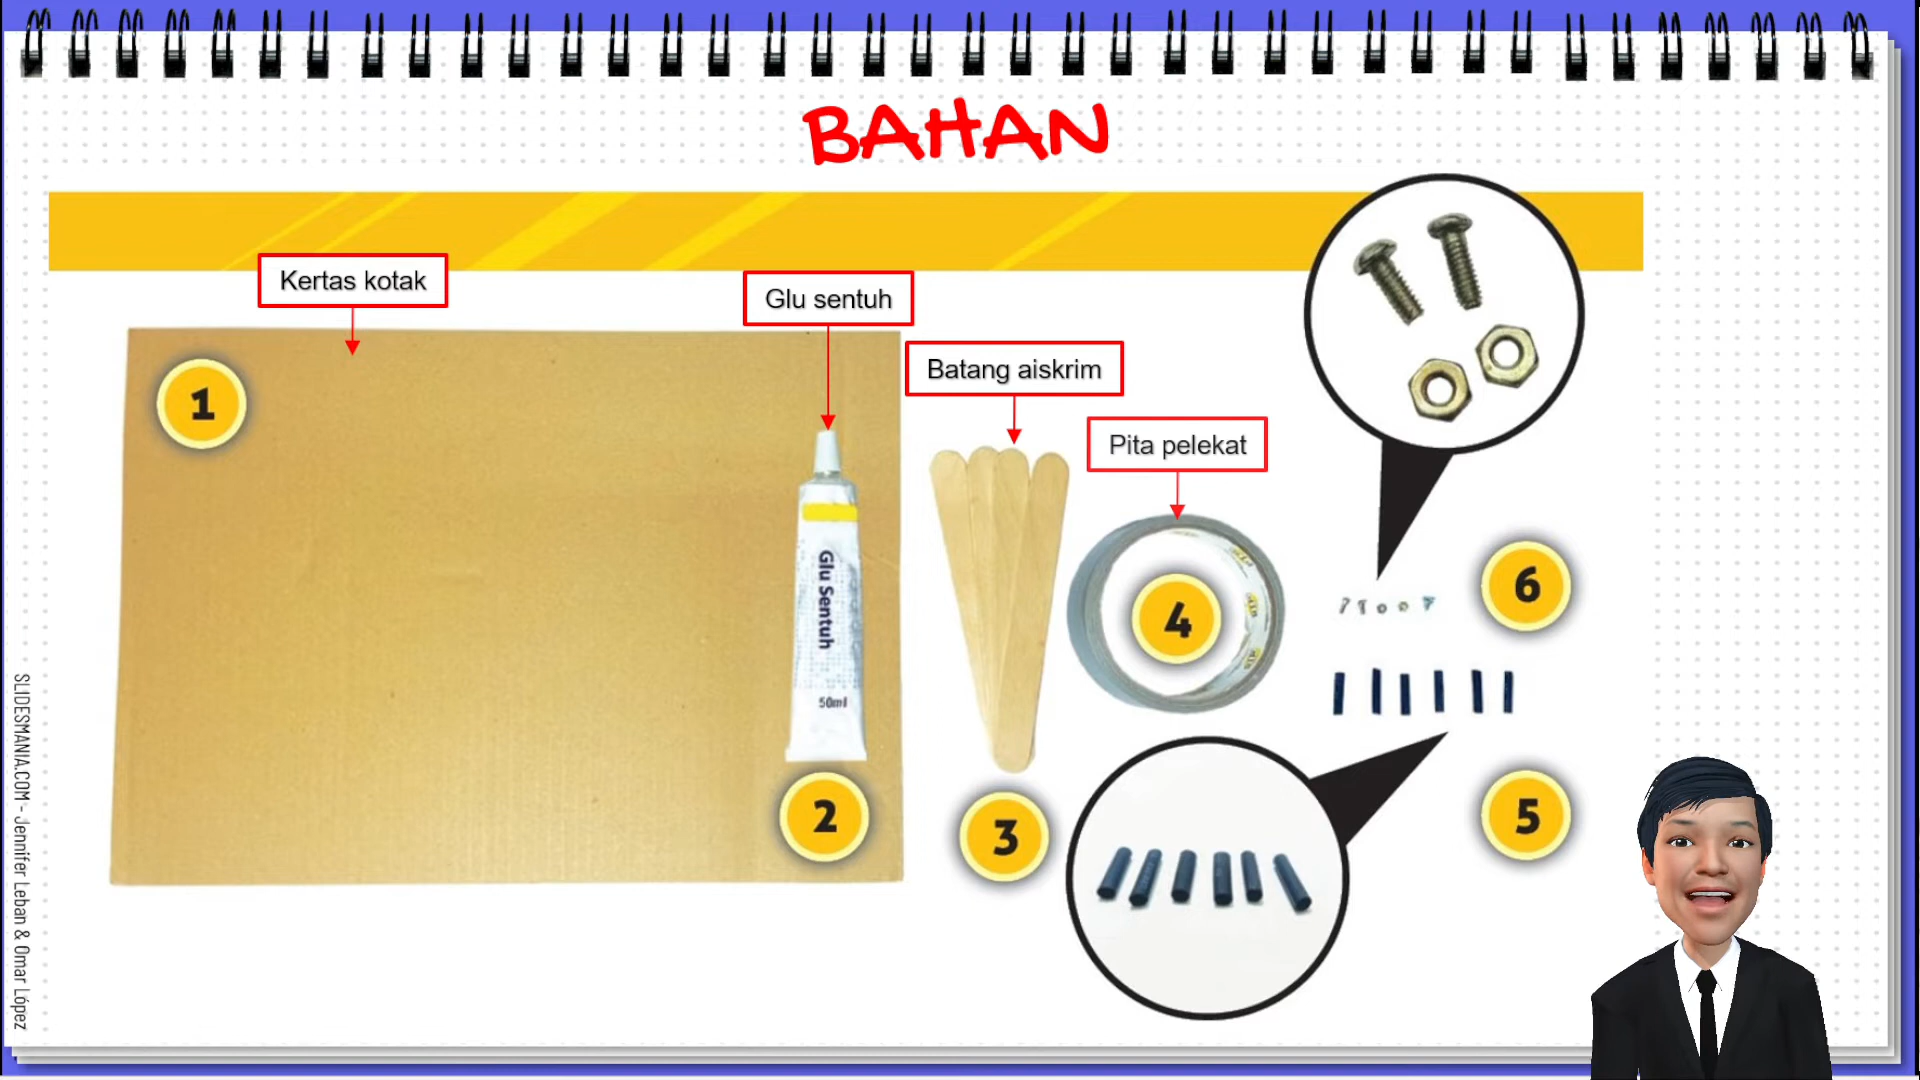 BAHAN
Kertas kotak
Glu sentuh
Batang aiskrim
Pita pelekat
1
2
3
4
5
6
Glu Sentuh
50ml
SLIDESMANIA.COM - Jennifer Leban & Omar López